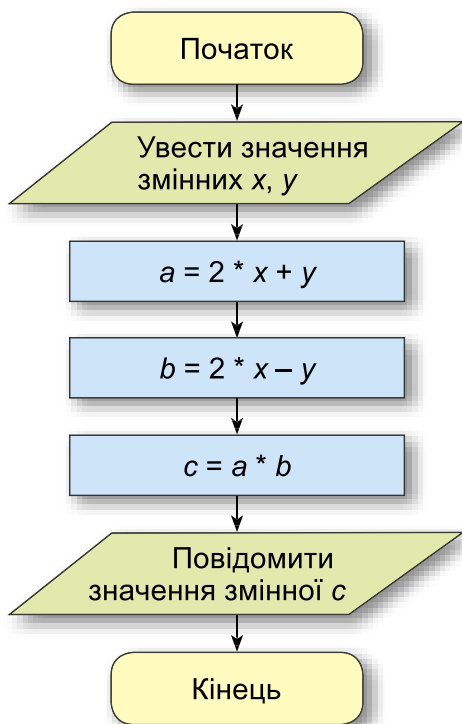 Початок
Увести значення
змінних x, y
a = 2 * x + y
b = 2 * x – y
c = a * b
Повідомити
значення змінної c
Кінець